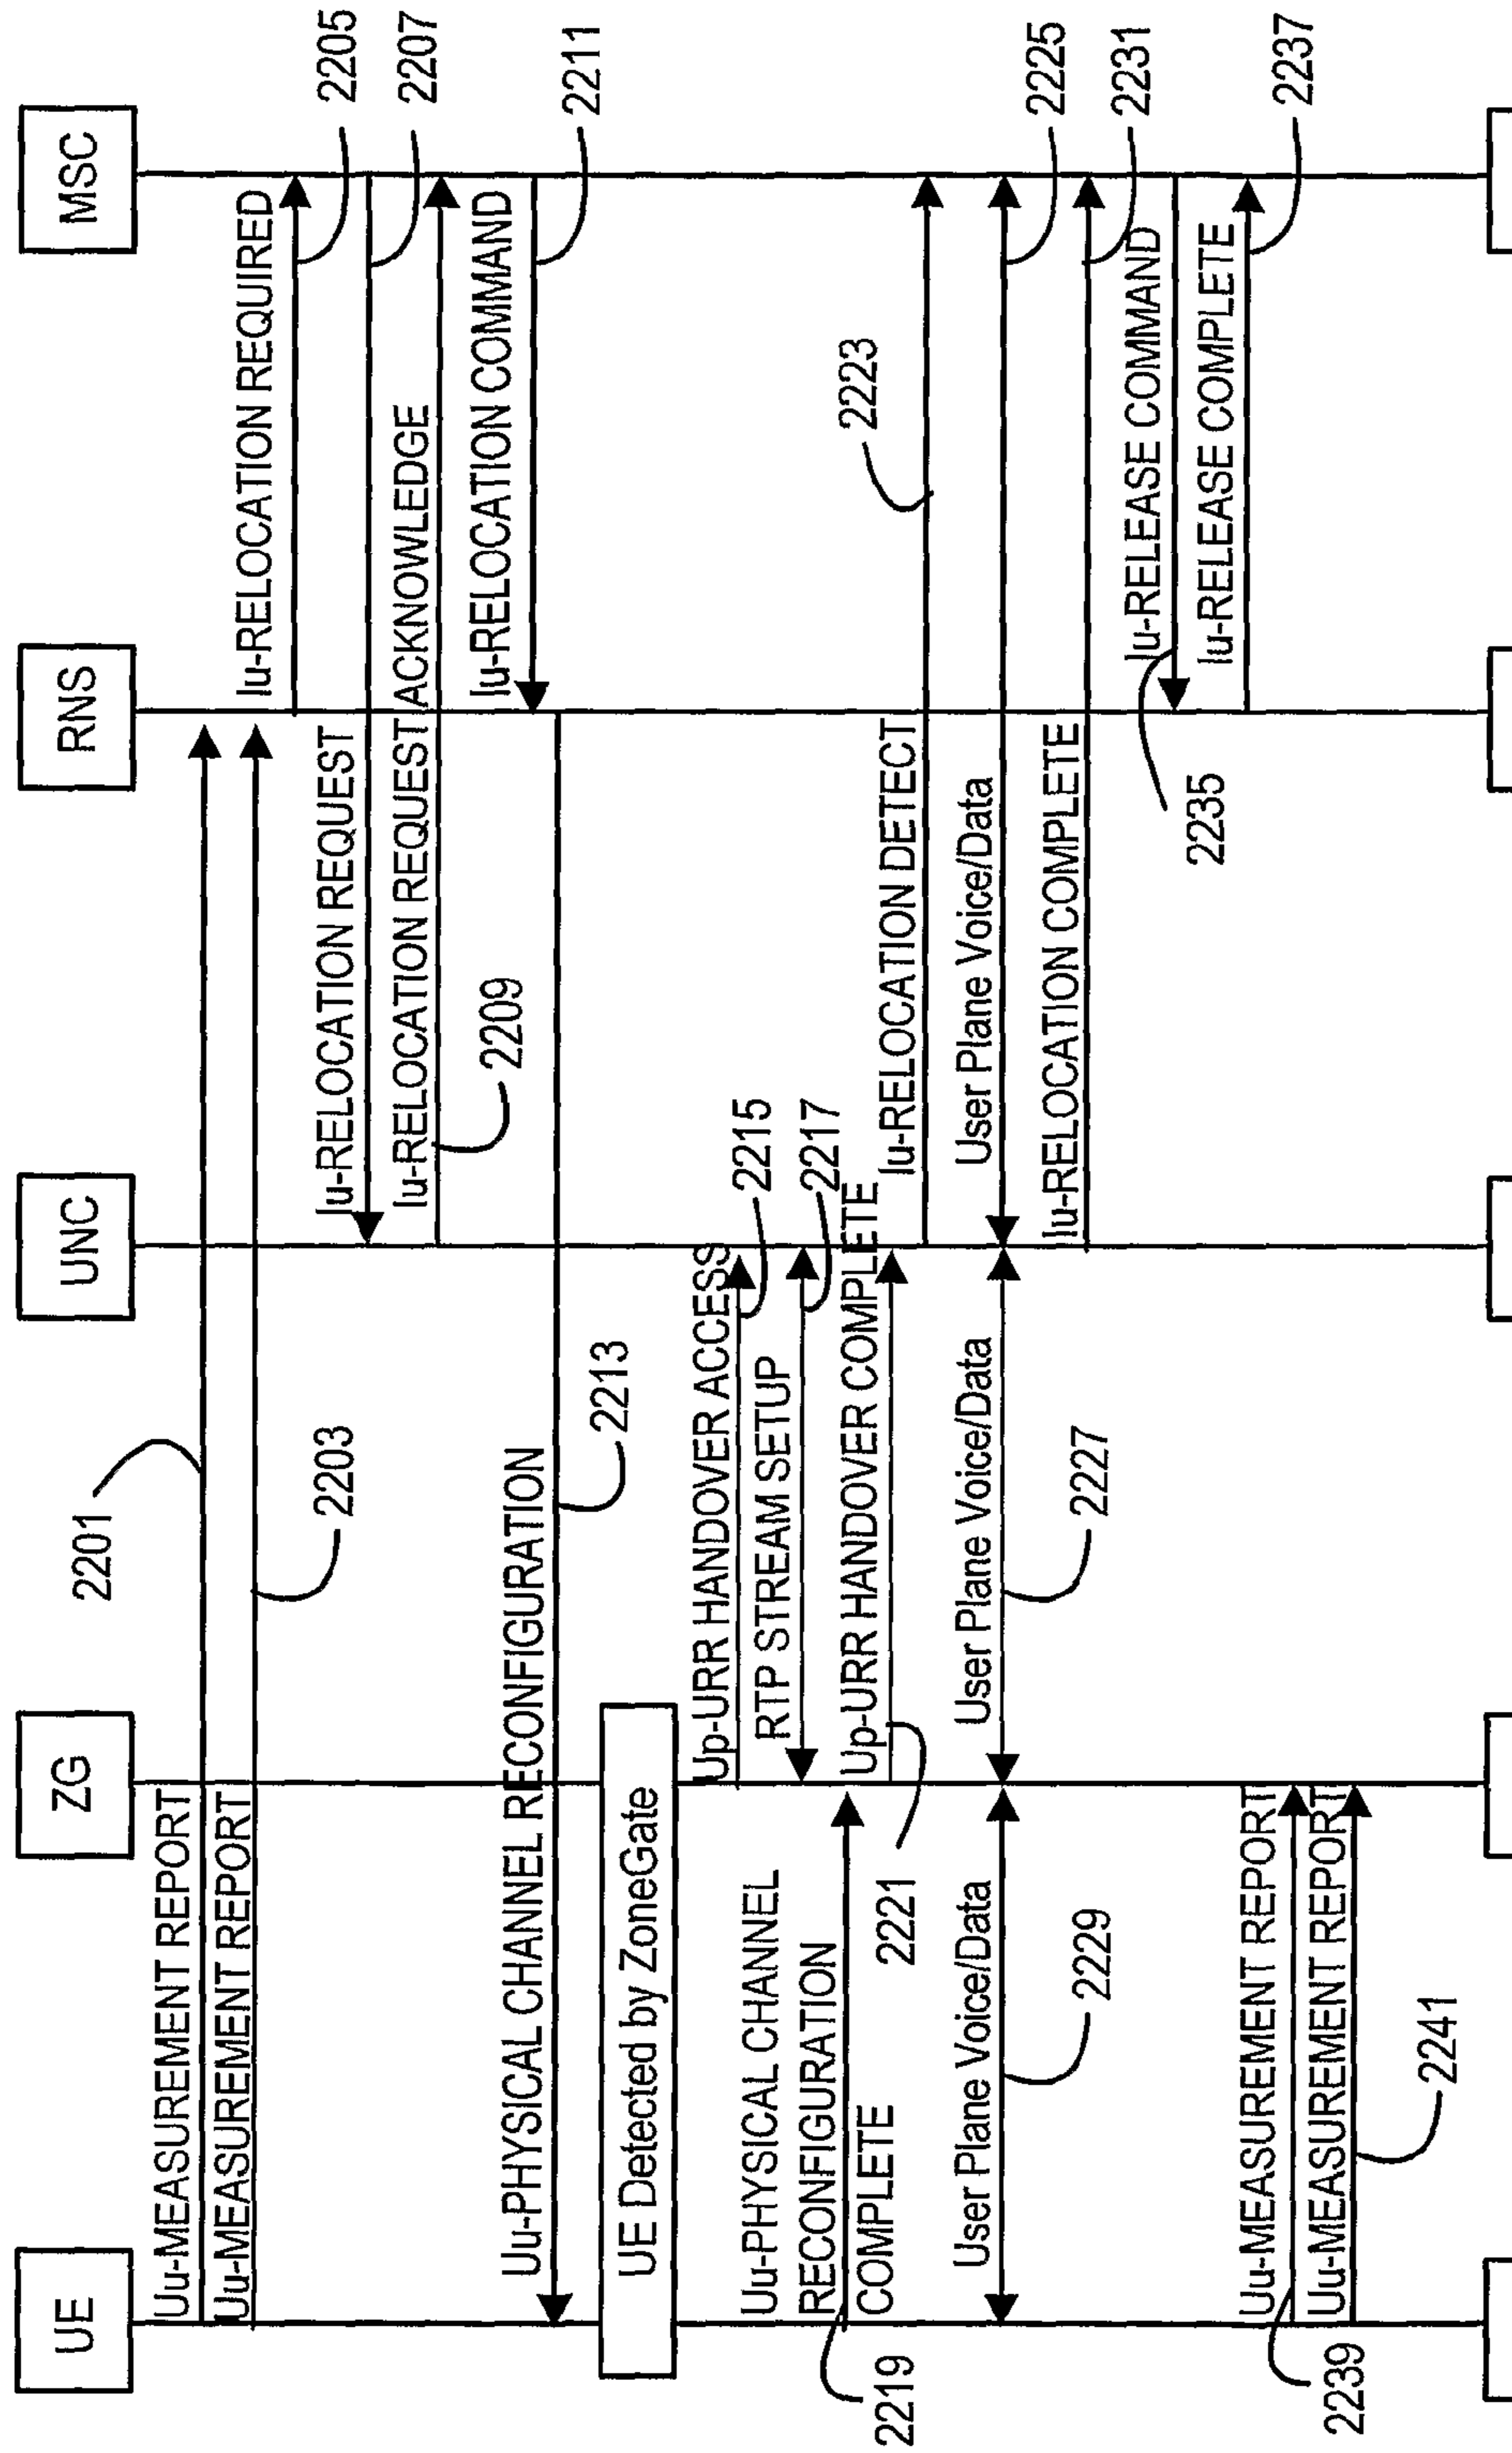 UE
ZG
UNC
RNS
MSC
Uu-MEASUREMENT REPORT
2201
Uu-MEASUREMENT REPORT
2203
Iu-RELOCATION REQUIRED
2205
Iu-RELOCATION REQUEST
2207
Iu-RELOCATION REQUEST ACKNOWLEDGE
2209
Iu-RELOCATION COMMAND
2211
Uu-PHYSICAL CHANNEL RECONFIGURATION
2213
UE Detected by ZoneGate
Up-URR HANDOVER ACCESS
2215
RTP STREAM SETUP
2217
Uu-PHYSICAL CHANNEL
RECONFIGURATION
COMPLETE
2219
Up-URR HANDOVER COMPLETE
2221
Iu-RELOCATION DETECT
2223
User Plane Voice/Data
2229
User Plane Voice/Data
2227
User Plane Voice/Data
2225
Iu-RELOCATION COMPLETE
2231
Iu-RELEASE COMMAND
2235
Iu-RELEASE COMPLETE
2237
Uu-MEASUREMENT REPORT
2239
Uu-MEASUREMENT REPORT
2241